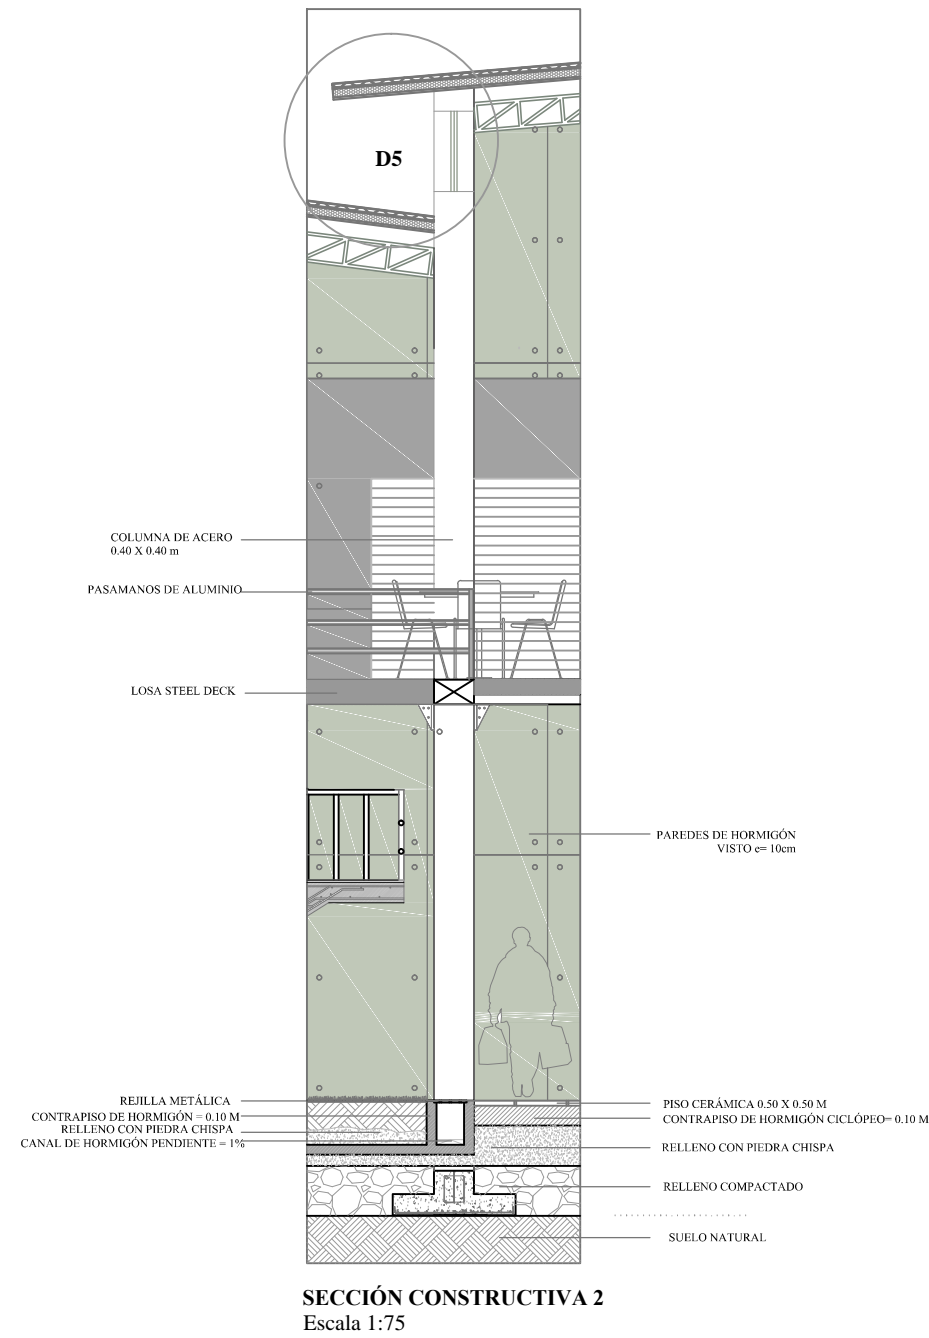 D5
COLUMNA DE ACERO
0.40 X 0.40 m
PASAMANOS DE ALUMINIO
LOSA STEEL DECK
PAREDES DE HORMIGÓN
VISTO e= 10cm
REJILLA METÁLICA
CONTRAPISO DE HORMIGÓN = 0.10 M
RELLENO CON PIEDRA CHISPA
CANAL DE HORMIGÓN PENDIENTE = 1%
PISO CERÁMICA 0.50 X 0.50 M
CONTRAPISO DE HORMIGÓN CICLÓPEO= 0.10 M
RELLENO CON PIEDRA CHISPA
RELLENO COMPACTADO
SUELO NATURAL
SECCIÓN CONSTRUCTIVA 2
Escala 1:75